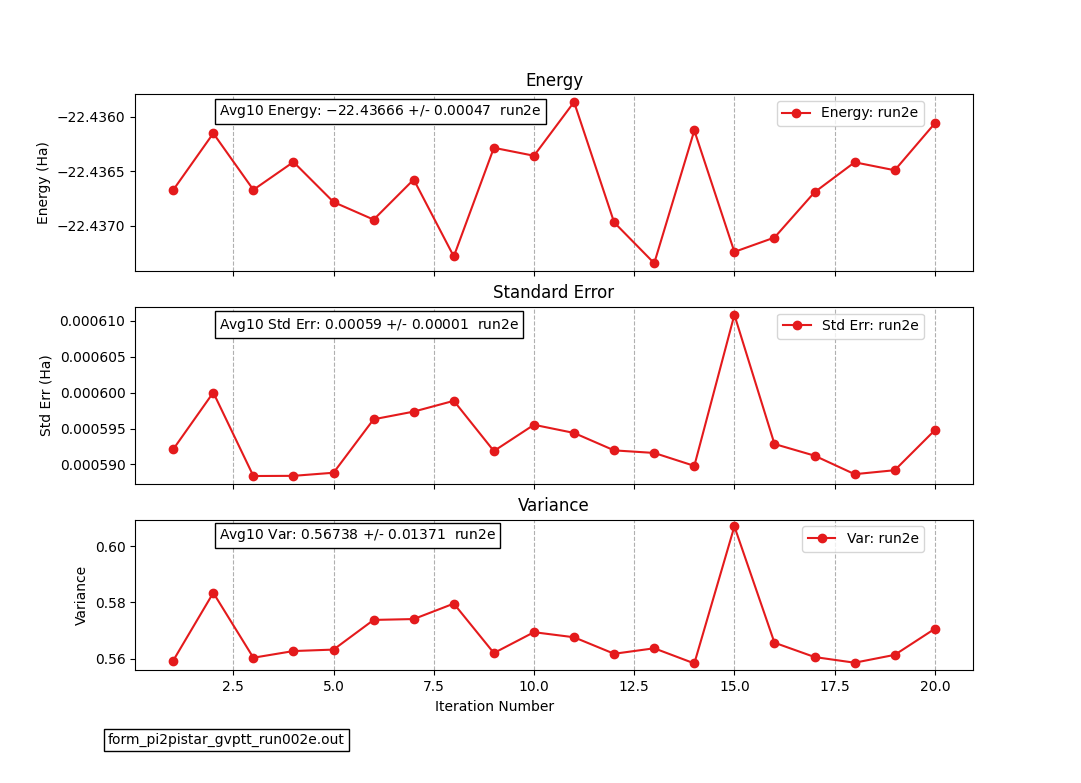 Energy
Avg10 Energy: −22.43666 +/- 0.00047  run2e
Energy: run2e
−22.4360
−22.4365
−22.4370
Energy (Ha)
Standard Error
Avg10 Std Err: 0.00059 +/- 0.00001  run2e
Std Err: run2e
0.000610
0.000605
0.000600
0.000595
0.000590
Std Err (Ha)
Variance
Avg10 Var: 0.56738 +/- 0.01371  run2e
Var: run2e
0.60
0.58
0.56
Variance
2.5 5.0 7.5 10.0 12.5 15.0 17.5 20.0
Iteration Number
form_pi2pistar_gvptt_run002e.out